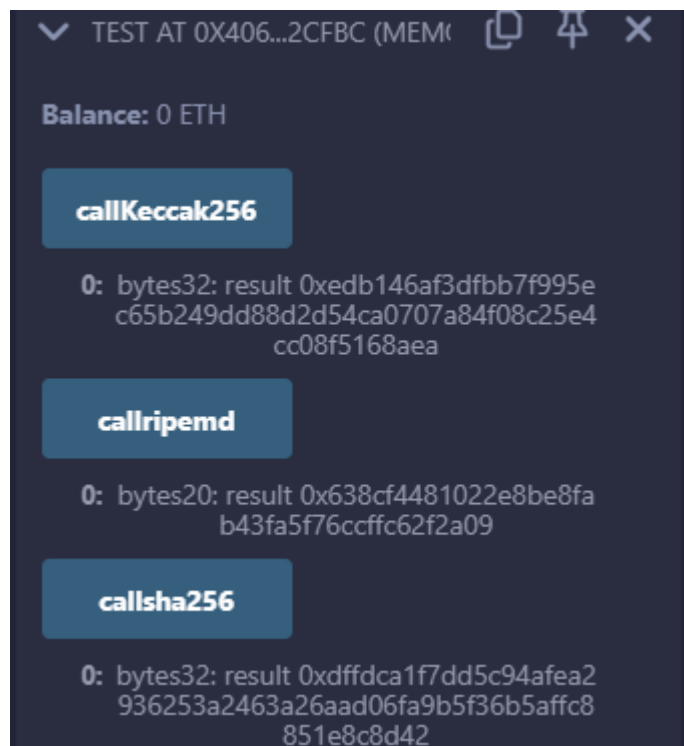 TEST AT 0X406...2CFBC (MEM
Balance: 0 ETH
callKeccak256
0: bytes32: result 0xedb146af3dfbb7f995e
c65b249dd88d2d54ca0707a84f08c25e4
cc08f5168aea
callripemd
0: bytes20: result 0x638cf4481022e8be8fa
b43fa5f76ccffc62f2a09
callsha256
0: bytes32: result 0xdffdca1f7dd5c94afea2
936253a2463a26aad06fa9b5f36b5affc8
851e8c8d42